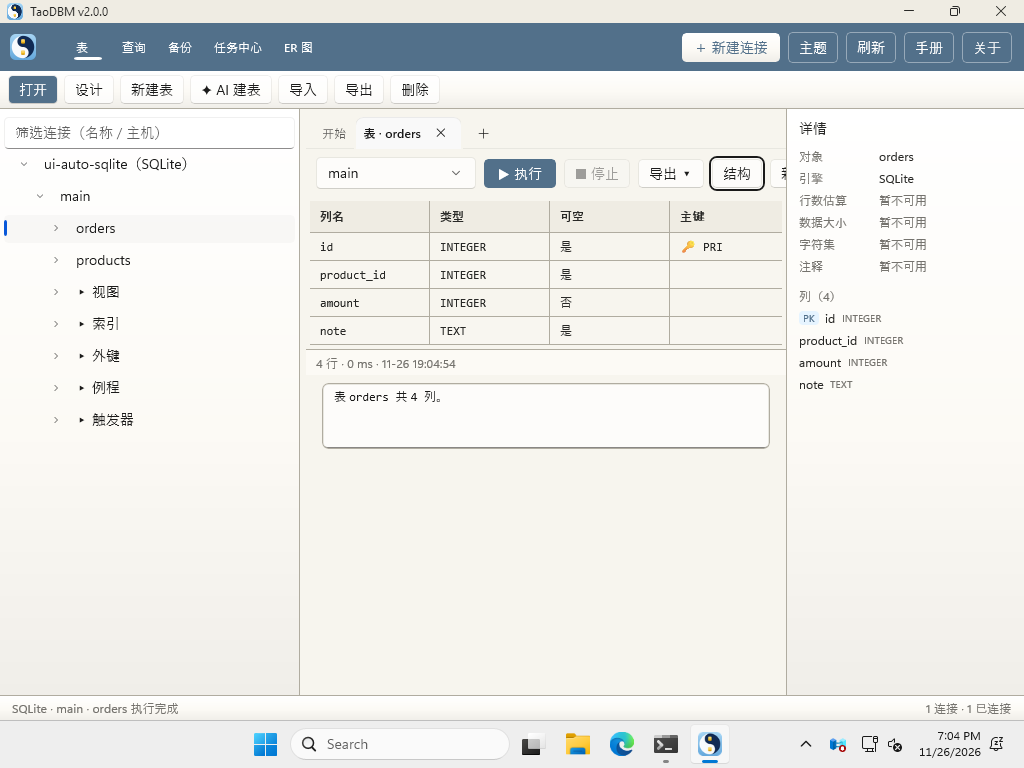 TaoDBM v2.0.0
表 查询 备份 任务中心 ER 图 + 新建连接 主题 刷新 手册 关于
打开 设计 新建表 ✦ AI 建表 导入 导出 删除
筛选连接（名称 / 主机）
ui-auto-sqlite（SQLite）
main
orders
products
视图
索引
外键
例程
触发器
开始 表 · orders
main 执行 停止 导出 结构
列名 类型 可空 主键
id INTEGER 是 PRI
product_id INTEGER 是
amount INTEGER 否
note TEXT 是
4 行 · 0 ms · 11-26 19:04:54
表 orders 共 4 列。
详情
对象 orders
引擎 SQLite
行数估算 暂不可用
数据大小 暂不可用
字符集 暂不可用
注释 暂不可用
列（4）
PK id INTEGER
product_id INTEGER
amount INTEGER
note TEXT
SQLite · main · orders 执行完成
1 连接 · 1 已连接
Search
7:04 PM
11/26/2026